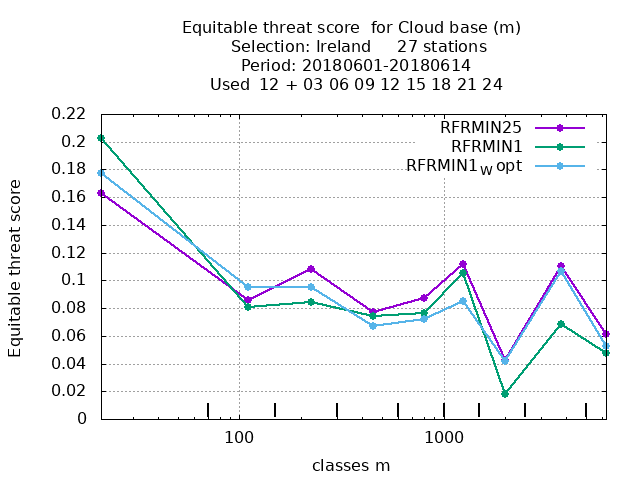 Equitable threat score  for Cloud base (m)
Selection: Ireland     27 stations
Period: 20180601-20180614
Used  12 + 03 06 09 12 15 18 21 24
RFRMIN25
RFRMIN1
RFRMIN1W opt
Equitable threat score
0.22
0.2
0.18
0.16
0.14
0.12
0.1
0.08
0.06
0.04
0.02
0
100
1000
classes m